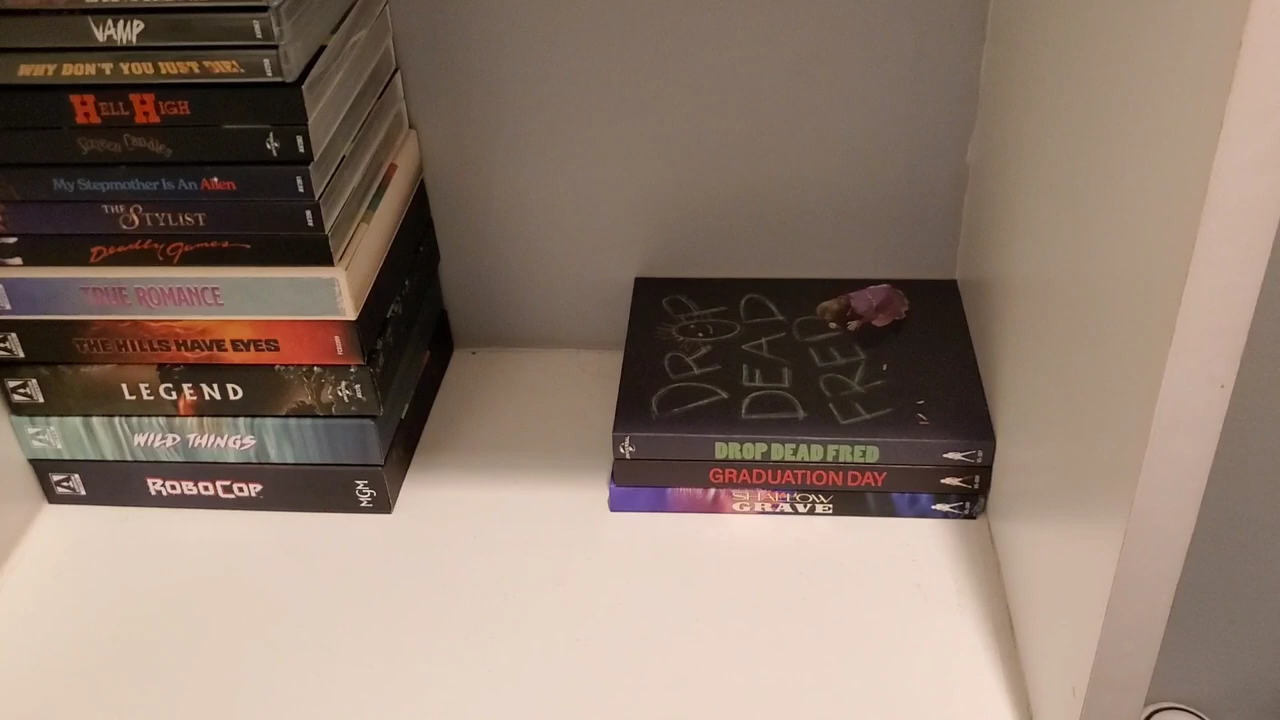 VAMP
WHY DON'T YOU JUST DIE!
HELL HIGH
Scream Candles
My Stepmother Is An Alien
THE STYLIST
Deadly Games
TRUE ROMANCE
THE HILLS HAVE EYES
LEGEND
WILD THINGS
ROBOCOP
MGM
DROP
DEAD
FRED
DROP DEAD FRED
GRADUATION DAY
SHALLOW
GRAVE